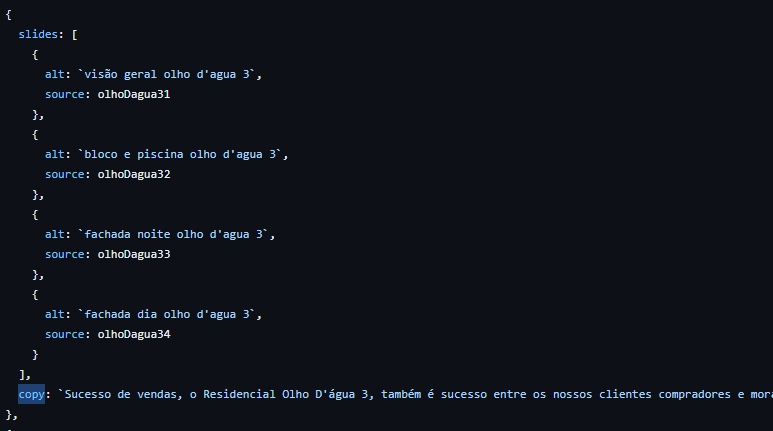 {
slides: [
{
alt: `visão geral olho d'agua 3`,
source: olhoDagua31
},
{
alt: `bloco e piscina olho d'agua 3`,
source: olhoDagua32
},
{
alt: `fachada noite olho d'agua 3`,
source: olhoDagua33
},
{
alt: `fachada dia olho d'agua 3`,
source: olhoDagua34
}
],
copy: `Sucesso de vendas, o Residencial Olho D'água 3, também é sucesso entre os nossos clientes compradores e mora
},